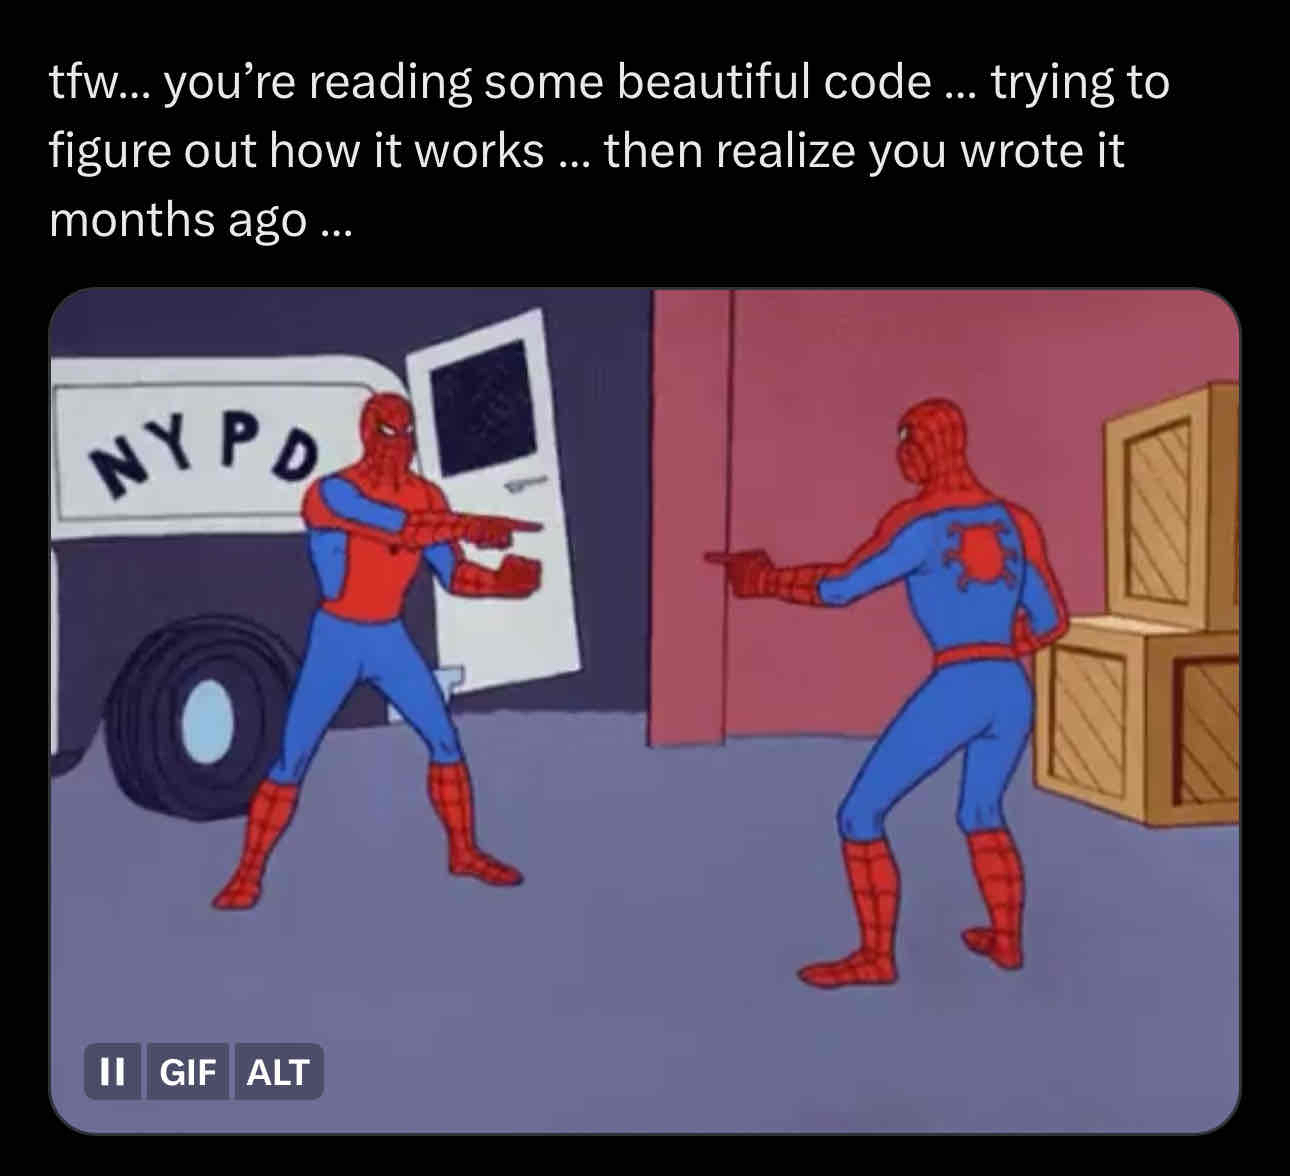 tfw... you’re reading some beautiful code ... trying to
figure out how it works ... then realize you wrote it
months ago ...
NYPD
GIF ALT